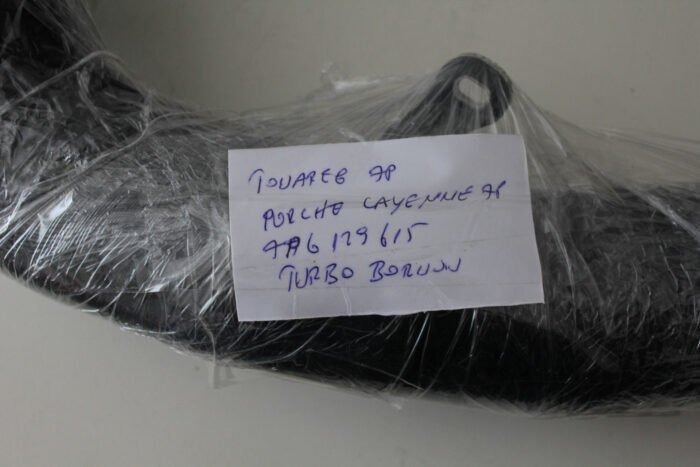 TOUAREG 7P
PORCHE CAYENNE 7P
7P6 129 615
TURBO BORUSU